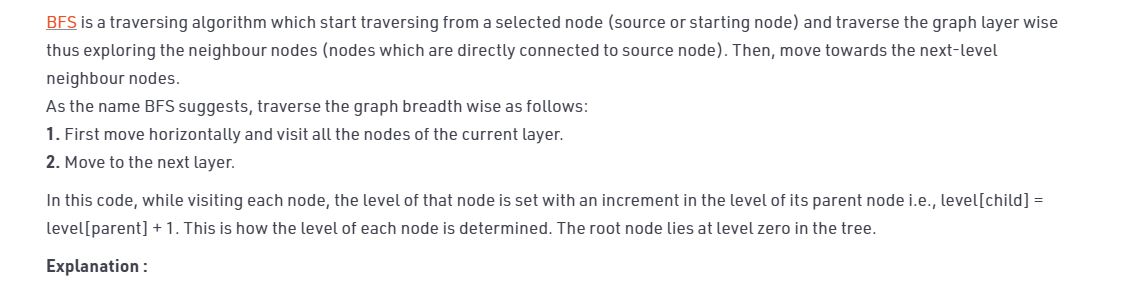 BFS is a traversing algorithm which start traversing from a selected node (source or starting node) and traverse the graph layer wise
thus exploring the neighbour nodes (nodes which are directly connected to source node). Then, move towards the next-level
neighbour nodes.
As the name BFS suggests, traverse the graph breadth wise as follows:
1. First move horizontally and visit all the nodes of the current layer.
2. Move to the next layer.
In this code, while visiting each node, the level of that node is set with an increment in the level of its parent node i.e., level[child] =
level[parent] + 1. This is how the level of each node is determined. The root node lies at level zero in the tree.
Explanation :